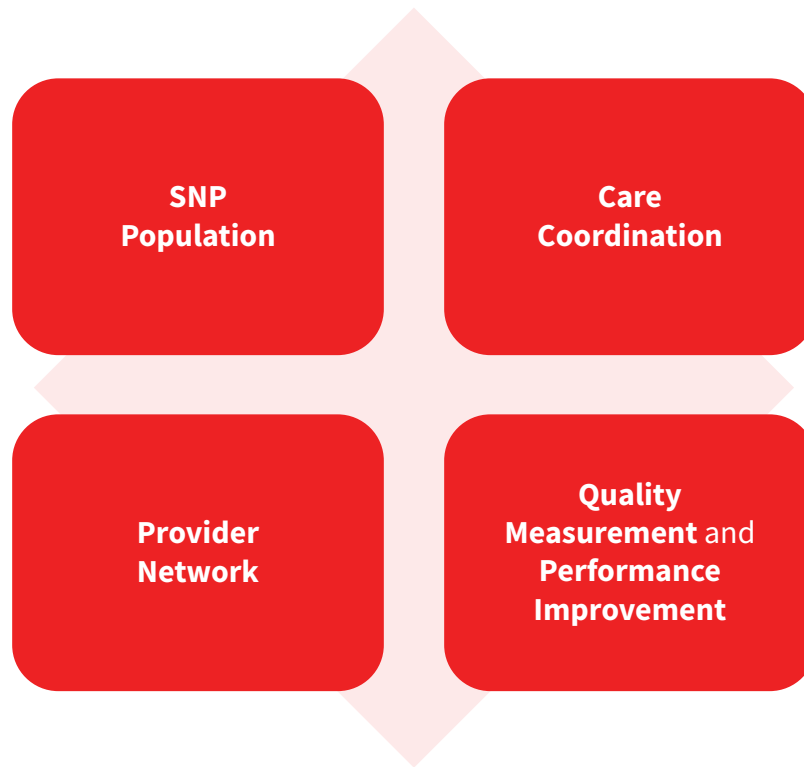 SNP
Population
Care
Coordination
Provider
Network
Quality
Measurement and
Performance
Improvement